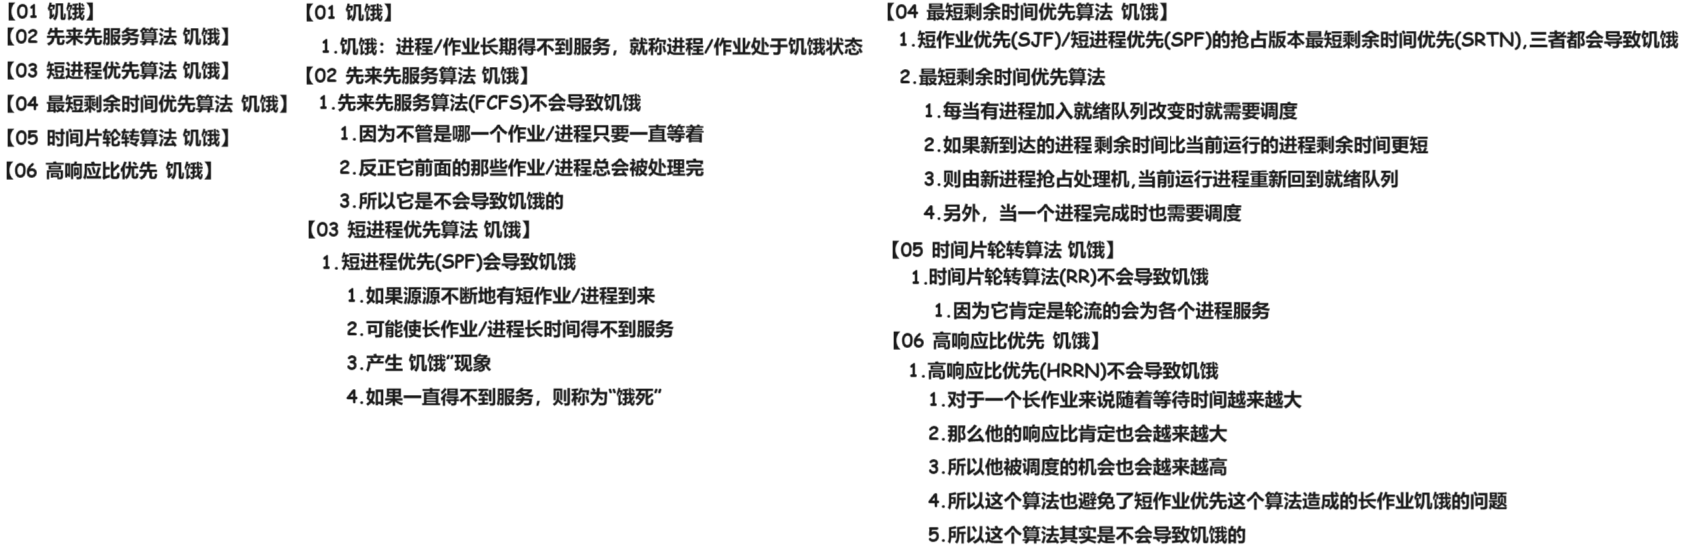 【01 饥饿】
【02 先来先服务算法 饥饿】
【03 短进程优先算法 饥饿】
【04 最短剩余时间优先算法 饥饿】
【05 时间片轮转算法 饥饿】
【06 高响应比优先 饥饿】
【01 饥饿】
1.饥饿：进程/作业长期得不到服务，就称进程/作业处于饥饿状态
【02 先来先服务算法 饥饿】
1.先来先服务算法(FCFS)不会导致饥饿
1.因为不管是哪一个作业/进程只要一直等着
2.反正它前面的那些作业/进程总会被处理完
3.所以它是不会导致饥饿的
【03 短进程优先算法 饥饿】
1.短进程优先(SPF)会导致饥饿
1.如果源源不断地有短作业/进程到来
2.可能使长作业/进程长时间得不到服务
3.产生 饥饿”现象
4.如果一直得不到服务，则称为“饿死”
【04 最短剩余时间优先算法 饥饿】
1.短作业优先(SJF)/短进程优先(SPF)的抢占版本最短剩余时间优先(SRTN),三者都会导致饥饿
2.最短剩余时间优先算法
1.每当有进程加入就绪队列改变时就需要调度
2.如果新到达的进程剩余时间比当前运行的进程剩余时间更短
3.则由新进程抢占处理机,当前运行进程重新回到就绪队列
4.另外，当一个进程完成时也需要调度
【05 时间片轮转算法 饥饿】
1.时间片轮转算法(RR)不会导致饥饿
1.因为它肯定是轮流的会为各个进程服务
【06 高响应比优先 饥饿】
1.高响应比优先(HRRN)不会导致饥饿
1.对于一个长作业来说随着等待时间越来越大
2.那么他的响应比肯定也会越来越大
3.所以他被调度的机会也会越来越高
4.所以这个算法也避免了短作业优先这个算法造成的长作业饥饿的问题
5.所以这个算法其实是不会导致饥饿的